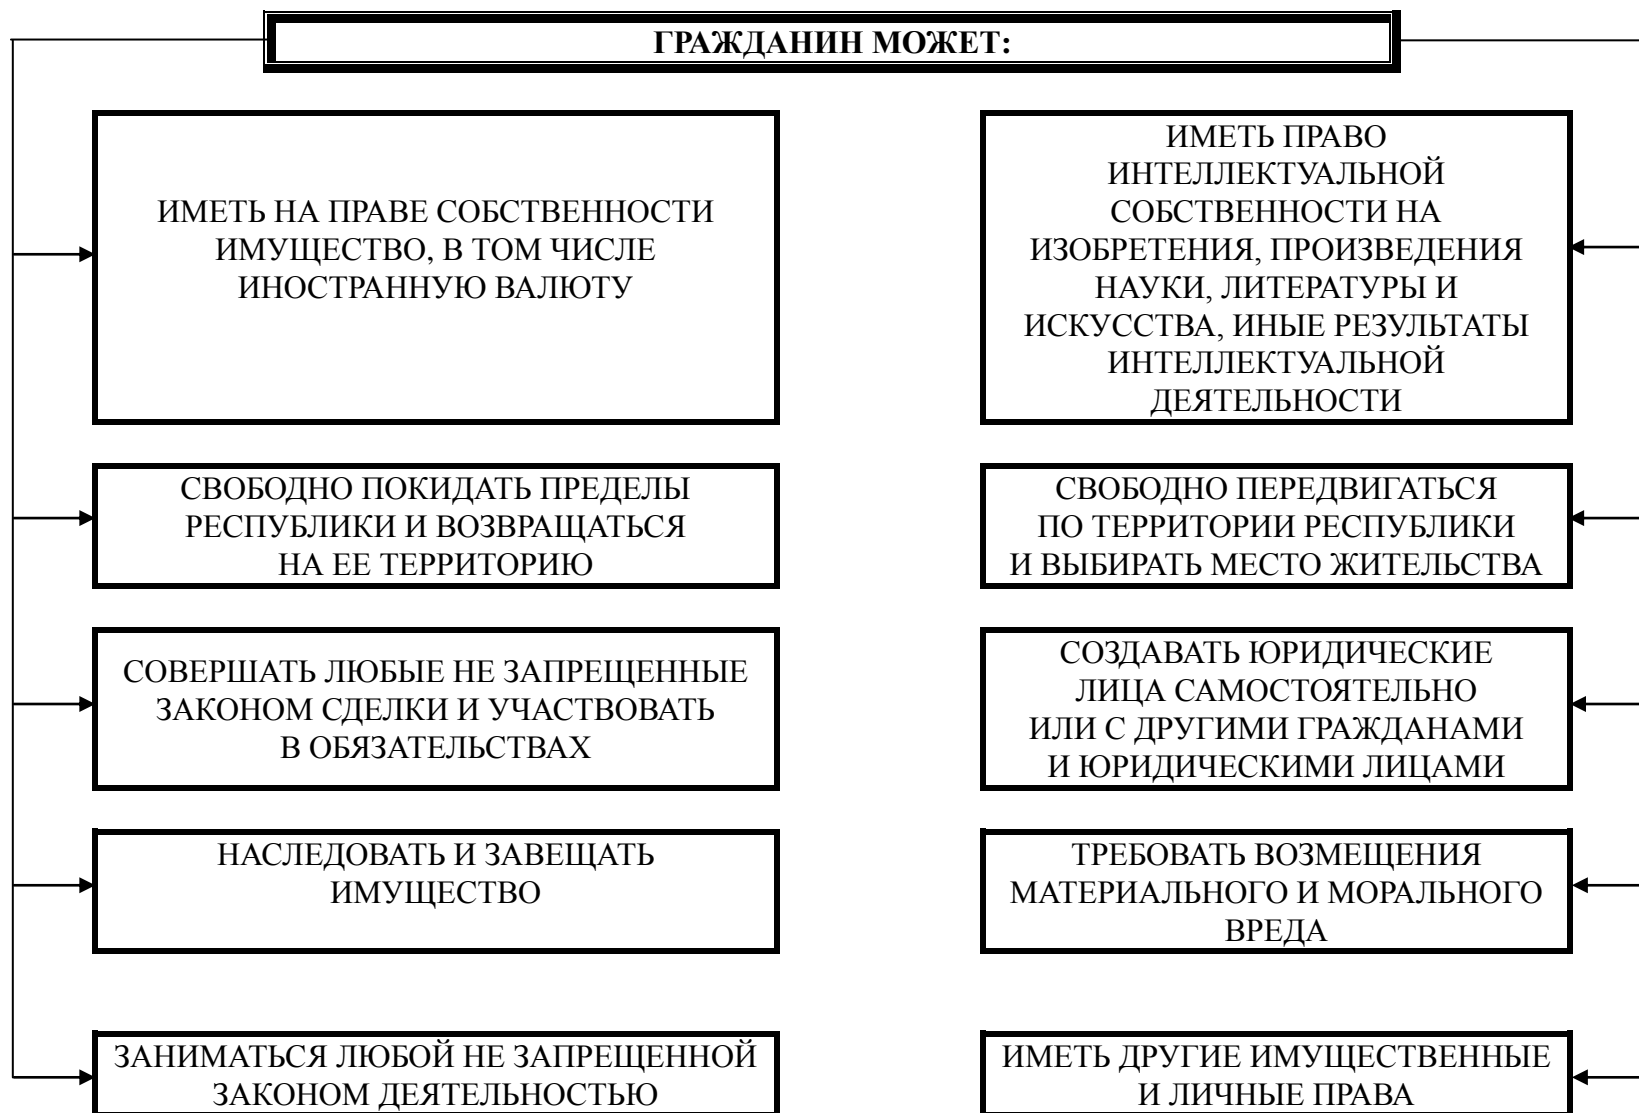 ГРАЖДАНИН МОЖЕТ:
ИМЕТЬ НА ПРАВЕ СОБСТВЕННОСТИ
ИМУЩЕСТВО, В ТОМ ЧИСЛЕ
ИНОСТРАННУЮ ВАЛЮТУ
ИМЕТЬ ПРАВО
ИНТЕЛЛЕКТУАЛЬНОЙ
СОБСТВЕННОСТИ НА
ИЗОБРЕТЕНИЯ, ПРОИЗВЕДЕНИЯ
НАУКИ, ЛИТЕРАТУРЫ И
ИСКУССТВА, ИНЫЕ РЕЗУЛЬТАТЫ
ИНТЕЛЛЕКТУАЛЬНОЙ
ДЕЯТЕЛЬНОСТИ
СВОБОДНО ПОКИДАТЬ ПРЕДЕЛЫ
РЕСПУБЛИКИ И ВОЗВРАЩАТЬСЯ
НА ЕЕ ТЕРРИТОРИЮ
СВОБОДНО ПЕРЕДВИГАТЬСЯ
ПО ТЕРРИТОРИИ РЕСПУБЛИКИ
И ВЫБИРАТЬ МЕСТО ЖИТЕЛЬСТВА
СОВЕРШАТЬ ЛЮБЫЕ НЕ ЗАПРЕЩЕННЫЕ
ЗАКОНОМ СДЕЛКИ И УЧАСТВОВАТЬ
В ОБЯЗАТЕЛЬСТВАХ
СОЗДАВАТЬ ЮРИДИЧЕСКИЕ
ЛИЦА САМОСТОЯТЕЛЬНО
ИЛИ С ДРУГИМИ ГРАЖДАНАМИ
И ЮРИДИЧЕСКИМИ ЛИЦАМИ
НАСЛЕДОВАТЬ И ЗАВЕЩАТЬ
ИМУЩЕСТВО
ТРЕБОВАТЬ ВОЗМЕЩЕНИЯ
МАТЕРИАЛЬНОГО И МОРАЛЬНОГО
ВРЕДА
ЗАНИМАТЬСЯ ЛЮБОЙ НЕ ЗАПРЕЩЕННОЙ
ЗАКОНОМ ДЕЯТЕЛЬНОСТЬЮ
ИМЕТЬ ДРУГИЕ ИМУЩЕСТВЕННЫЕ
И ЛИЧНЫЕ ПРАВА